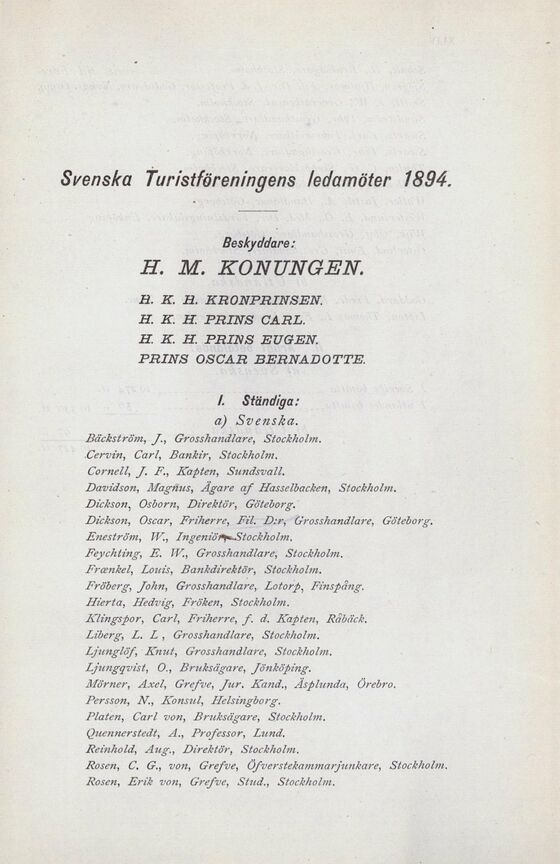 Svenska Turistföreningens ledamöter 1894.
Beskyddare:
H. M. KONUNGEN.
H. K. H. KRONPRINSEN.
H. K. H. PRINS CARL.
H. K. H. PRINS EUGEN.
PRINS OSCAR BERNADOTTE.
I. Ständiga:
a) Svenska.
Bäckström, J., Grosshandlare, Stockholm.
Cervin, Carl, Bankir, Stockholm.
Cornell, J. F., Kapten, Sundsvall.
Davidson, Magnus, Ägare af Hasselbacken, Stockholm.
Dickson, Osborn, Direktör, Göteborg.
Dickson, Oscar, Friherre, Fil. D:r, Grosshandlare, Göteborg.
Eneström, W., Ingeniör, Stockholm.
Feychting, E. W., Grosshandlare, Stockholm.
Frænkel, Louis, Bankdirektör, Stockholm.
Fröberg, John, Grosshandlare, Lotorp, Finspång.
Hierta, Hedvig, Fröken, Stockholm.
Klingspor, Carl, Friherre, f. d. Kapten, Råbäck.
Liberg, L. L , Grosshandlare, Stockholm.
Ljunglöf, Knut, Grosshandlare, Stockholm.
Ljungqvist, O., Bruksägare, Jönköping.
Mörner, Axel, Grefve, Jur. Kand., Äsplunda, Örebro.
Persson, N., Konsul, Helsingborg.
Platen, Carl von, Bruksägare, Stockholm.
Quennerstedt, A., Professor, Lund.
Reinhold, Aug., Direktör, Stockholm.
Rosen, C. G., von, Grefve, Öfverstekammarjunkare, Stockholm.
Rosen, Erik von, Grefve, Stud., Stockholm.